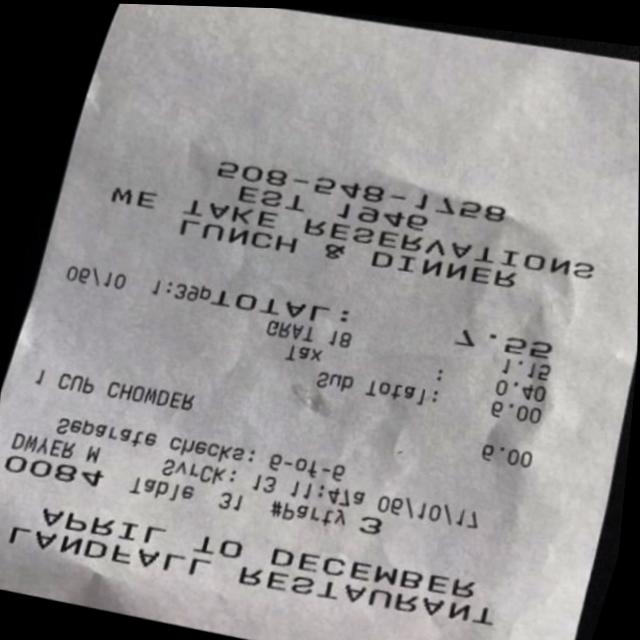 LANDFALL RESTAURANT
APRIL TO DECEMBER
0084 Table 31 #Party 3
DWYER M SvrCk: 13 11:47a 06/10/17
Separate checks: 6-of-6
1 CUP CHOWDER 6.00
Sub Total: 6.00
Tax : 0.40
GRAT 18 1.15
06/10 1:39pTOTAL: 7.55
LUNCH & DINNER
WE TAKE RESERVATIONS
EST 1946
508-548-1758